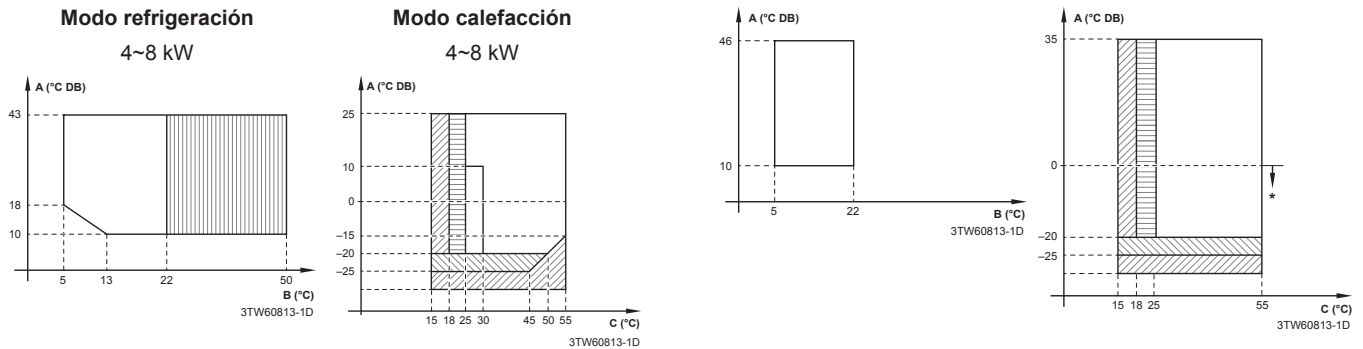 Modo refrigeración
4~8 kW
A (°C DB)
43
18
10
5 13 22 50
B (°C)
3TW60813-1D
Modo calefacción
4~8 kW
A (°C DB)
25
10
0
–15
–20
–25
15 18 25 30 45 50 55
C (°C)
3TW60813-1D
A (°C DB)
46
10
5 22
B (°C)
3TW60813-1D
A (°C DB)
35
0
*
–20
–25
15 18 25 55
C (°C)
3TW60813-1D